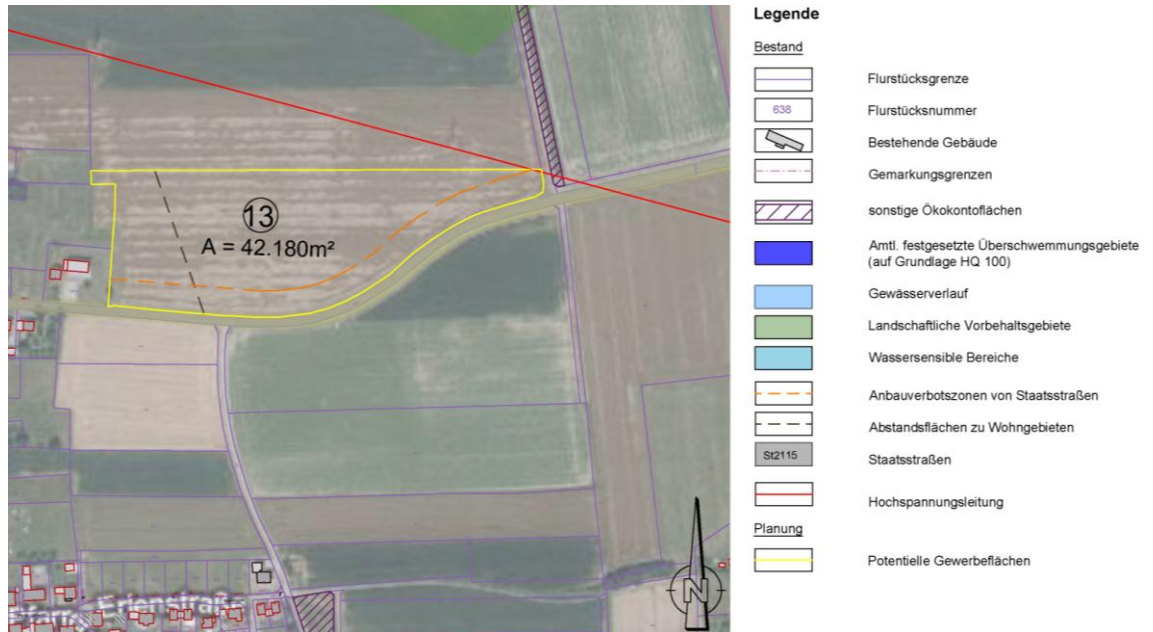 13
A = 42.180m²
Erlenstraße
N
Legende
Bestand
Flurstücksgrenze
638 Flurstücksnummer
Bestehende Gebäude
Gemarkungsgrenzen
sonstige Ökokontoflächen
Amtl. festgesetzte Überschwemmungsgebiete
(auf Grundlage HQ 100)
Gewässerverlauf
Landschaftliche Vorbehaltsgebiete
Wassersensible Bereiche
Anbauverbotszonen von Staatsstraßen
Abstandsflächen zu Wohngebieten
St2115 Staatsstraßen
Hochspannungsleitung
Planung
Potentielle Gewerbeflächen